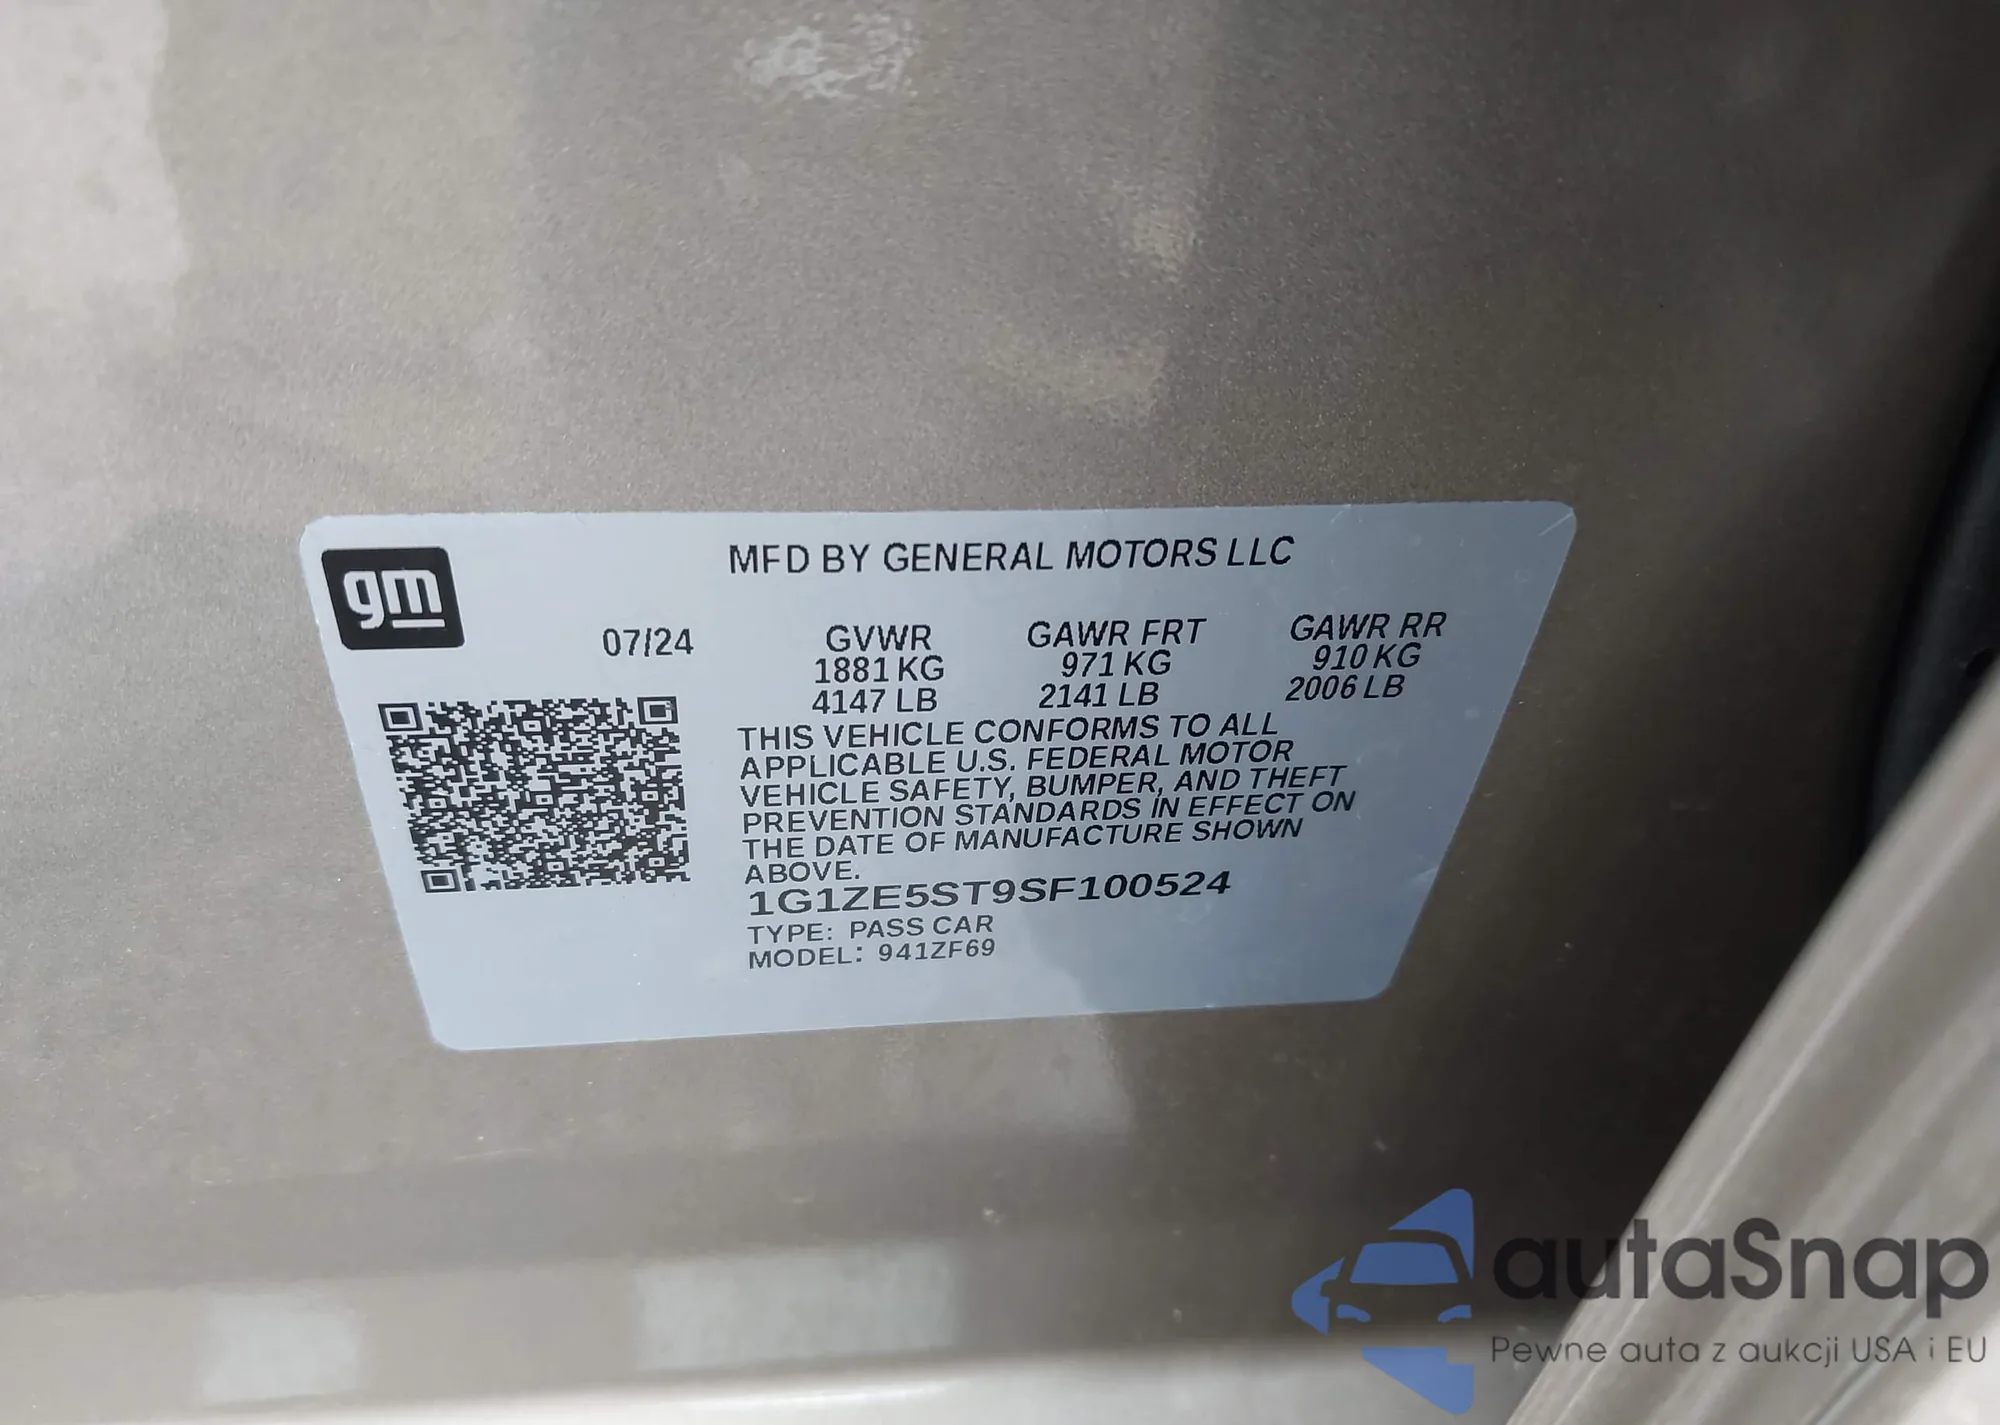 MFD BY GENERAL MOTORS LLC
gm
07/24
GVWR GAWR FRT GAWR RR
1881 KG 971 KG 910 KG
4147 LB 2141 LB 2006 LB
THIS VEHICLE CONFORMS TO ALL
APPLICABLE U.S. FEDERAL MOTOR
VEHICLE SAFETY, BUMPER, AND THEFT
PREVENTION STANDARDS IN EFFECT ON
THE DATE OF MANUFACTURE SHOWN
ABOVE.
1G1ZE5ST9SF100524
TYPE: PASS CAR
MODEL: 941ZF69
autaSnap
Pewne auta z aukcji USA i EU